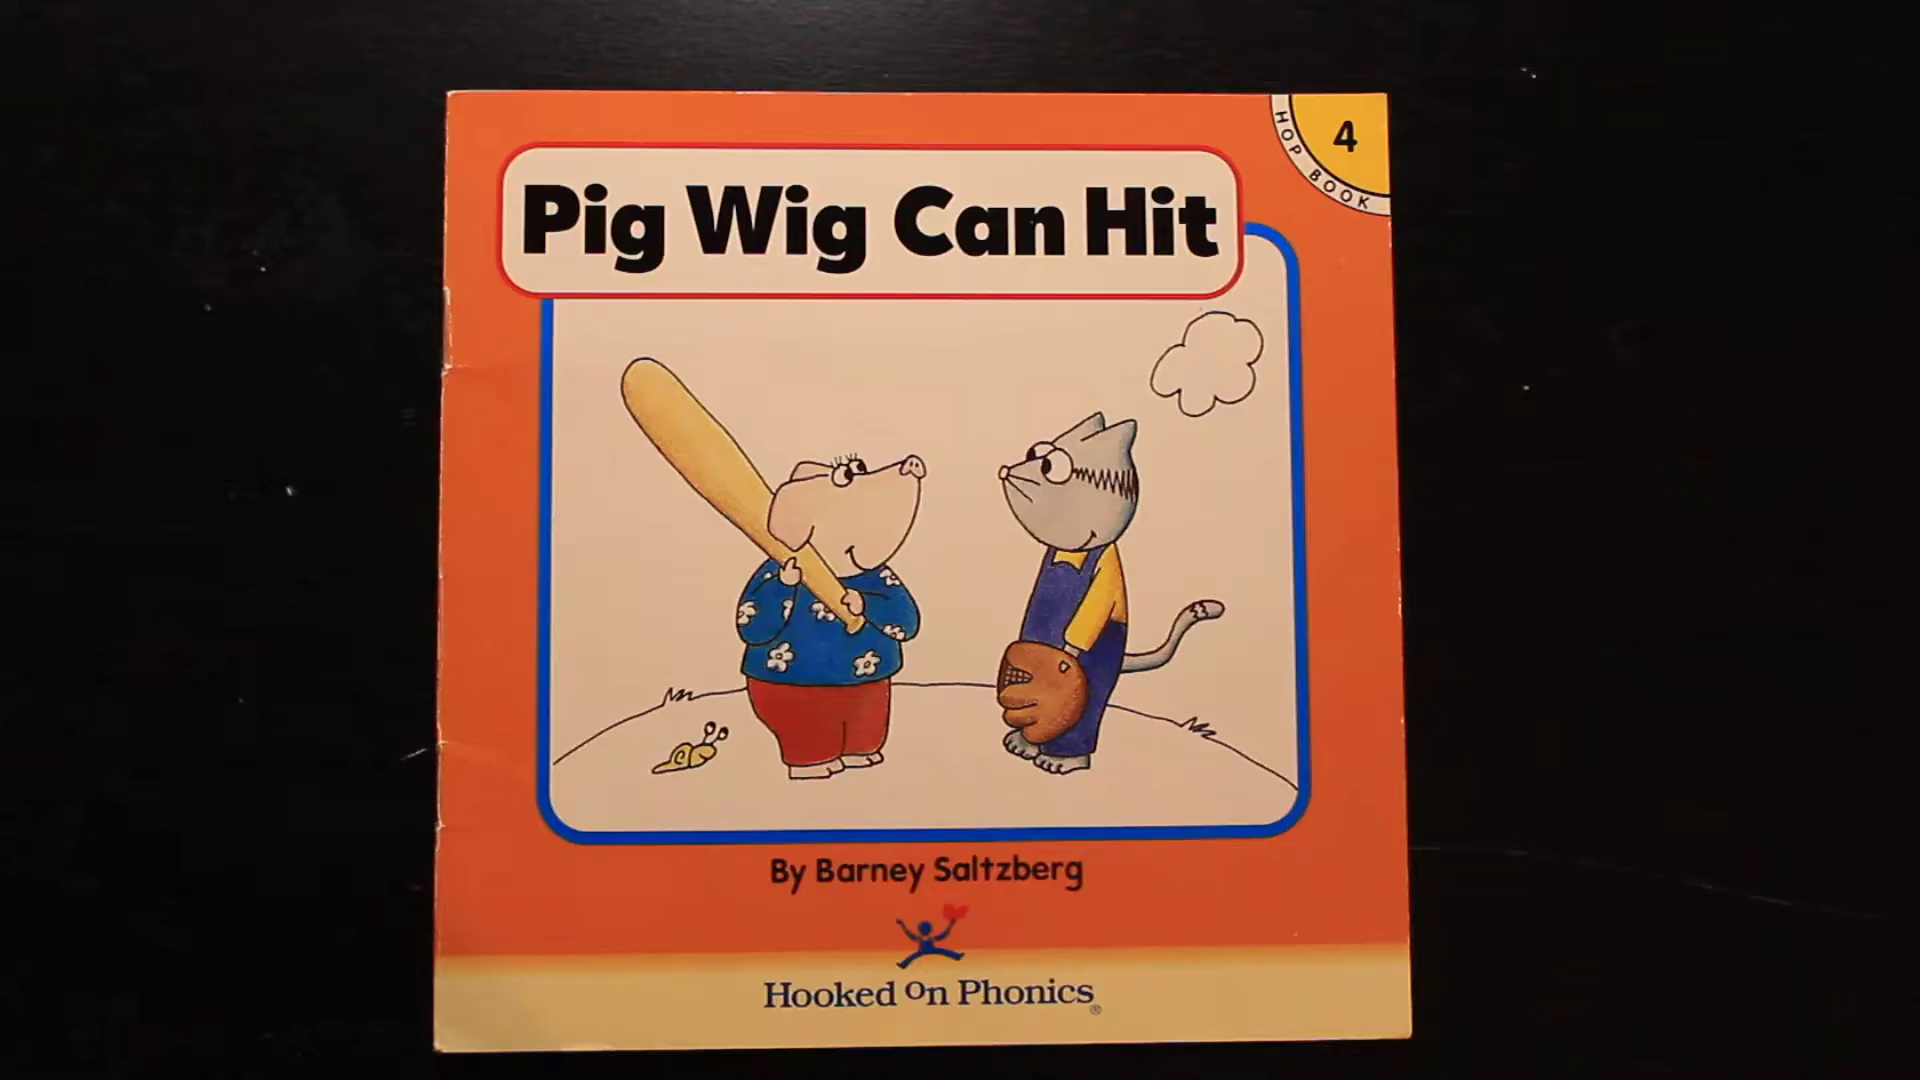 HOP BOOK
4
Pig Wig Can Hit
By Barney Saltzberg
Hooked on Phonics®